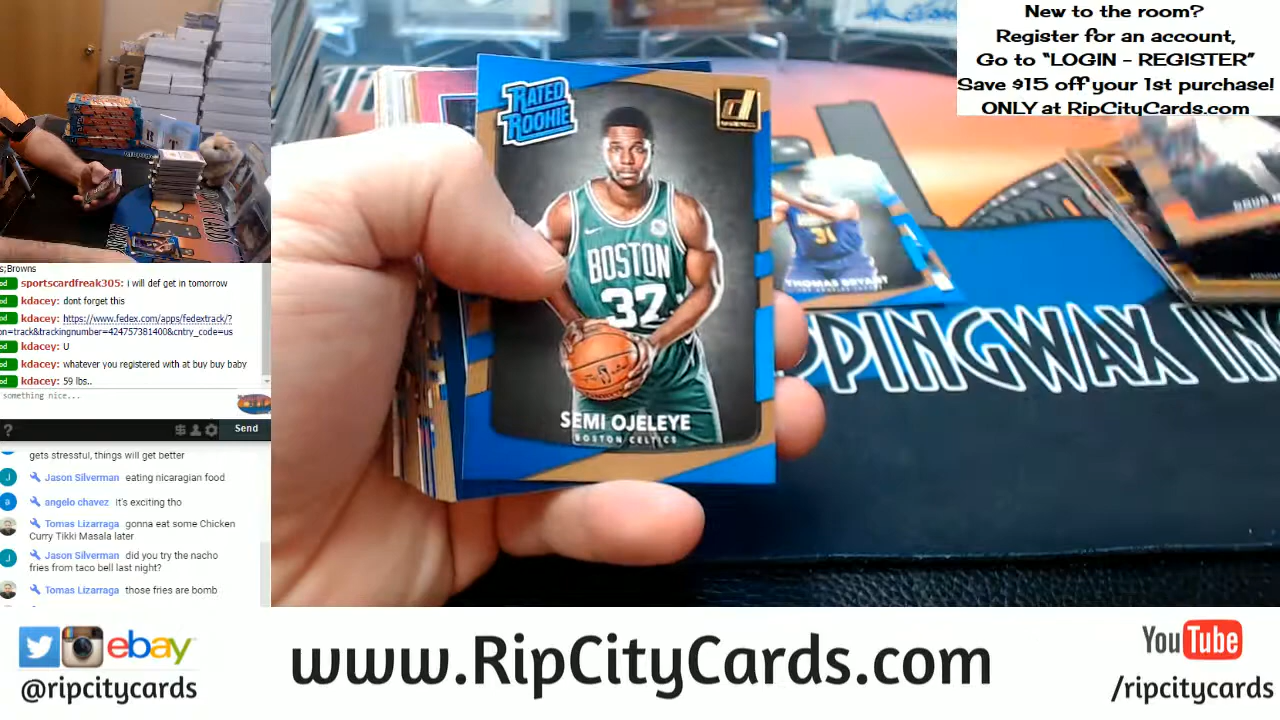 New to the room?
Register for an account,
Go to "LOGIN - REGISTER"
Save $15 off your 1st purchase!
ONLY at RipCityCards.com
RATED
ROOKIE
BOSTON
37
SEMI OJELEYE
BOSTON CELTICS
31
THOMAS BRYANT
PPINGWAX IN
s;Browns
sportscardfreak305: i will def get in tomorrow
kdacey: dont forget this
kdacey: https://www.fedex.com/apps/fedextrack/?
on=track&trackingnumber=424757381400&cntry_code=us
kdacey: U
kdacey: whatever you registered with at buy buy baby
kdacey: 59 lbs..
something nice...
?
Send
gets stressful, things will get better
J Jason Silverman eating nicaragian food
a angelo chavez It's exciting tho
Tomas Lizarraga gonna eat some Chicken
Curry Tikki Masala later
J Jason Silverman did you try the nacho
fries from taco bell last night?
Tomas Lizarraga those fries are bomb
ebay
@ripcitycards
www.RipCityCards.com
YouTube
/ripcitycards